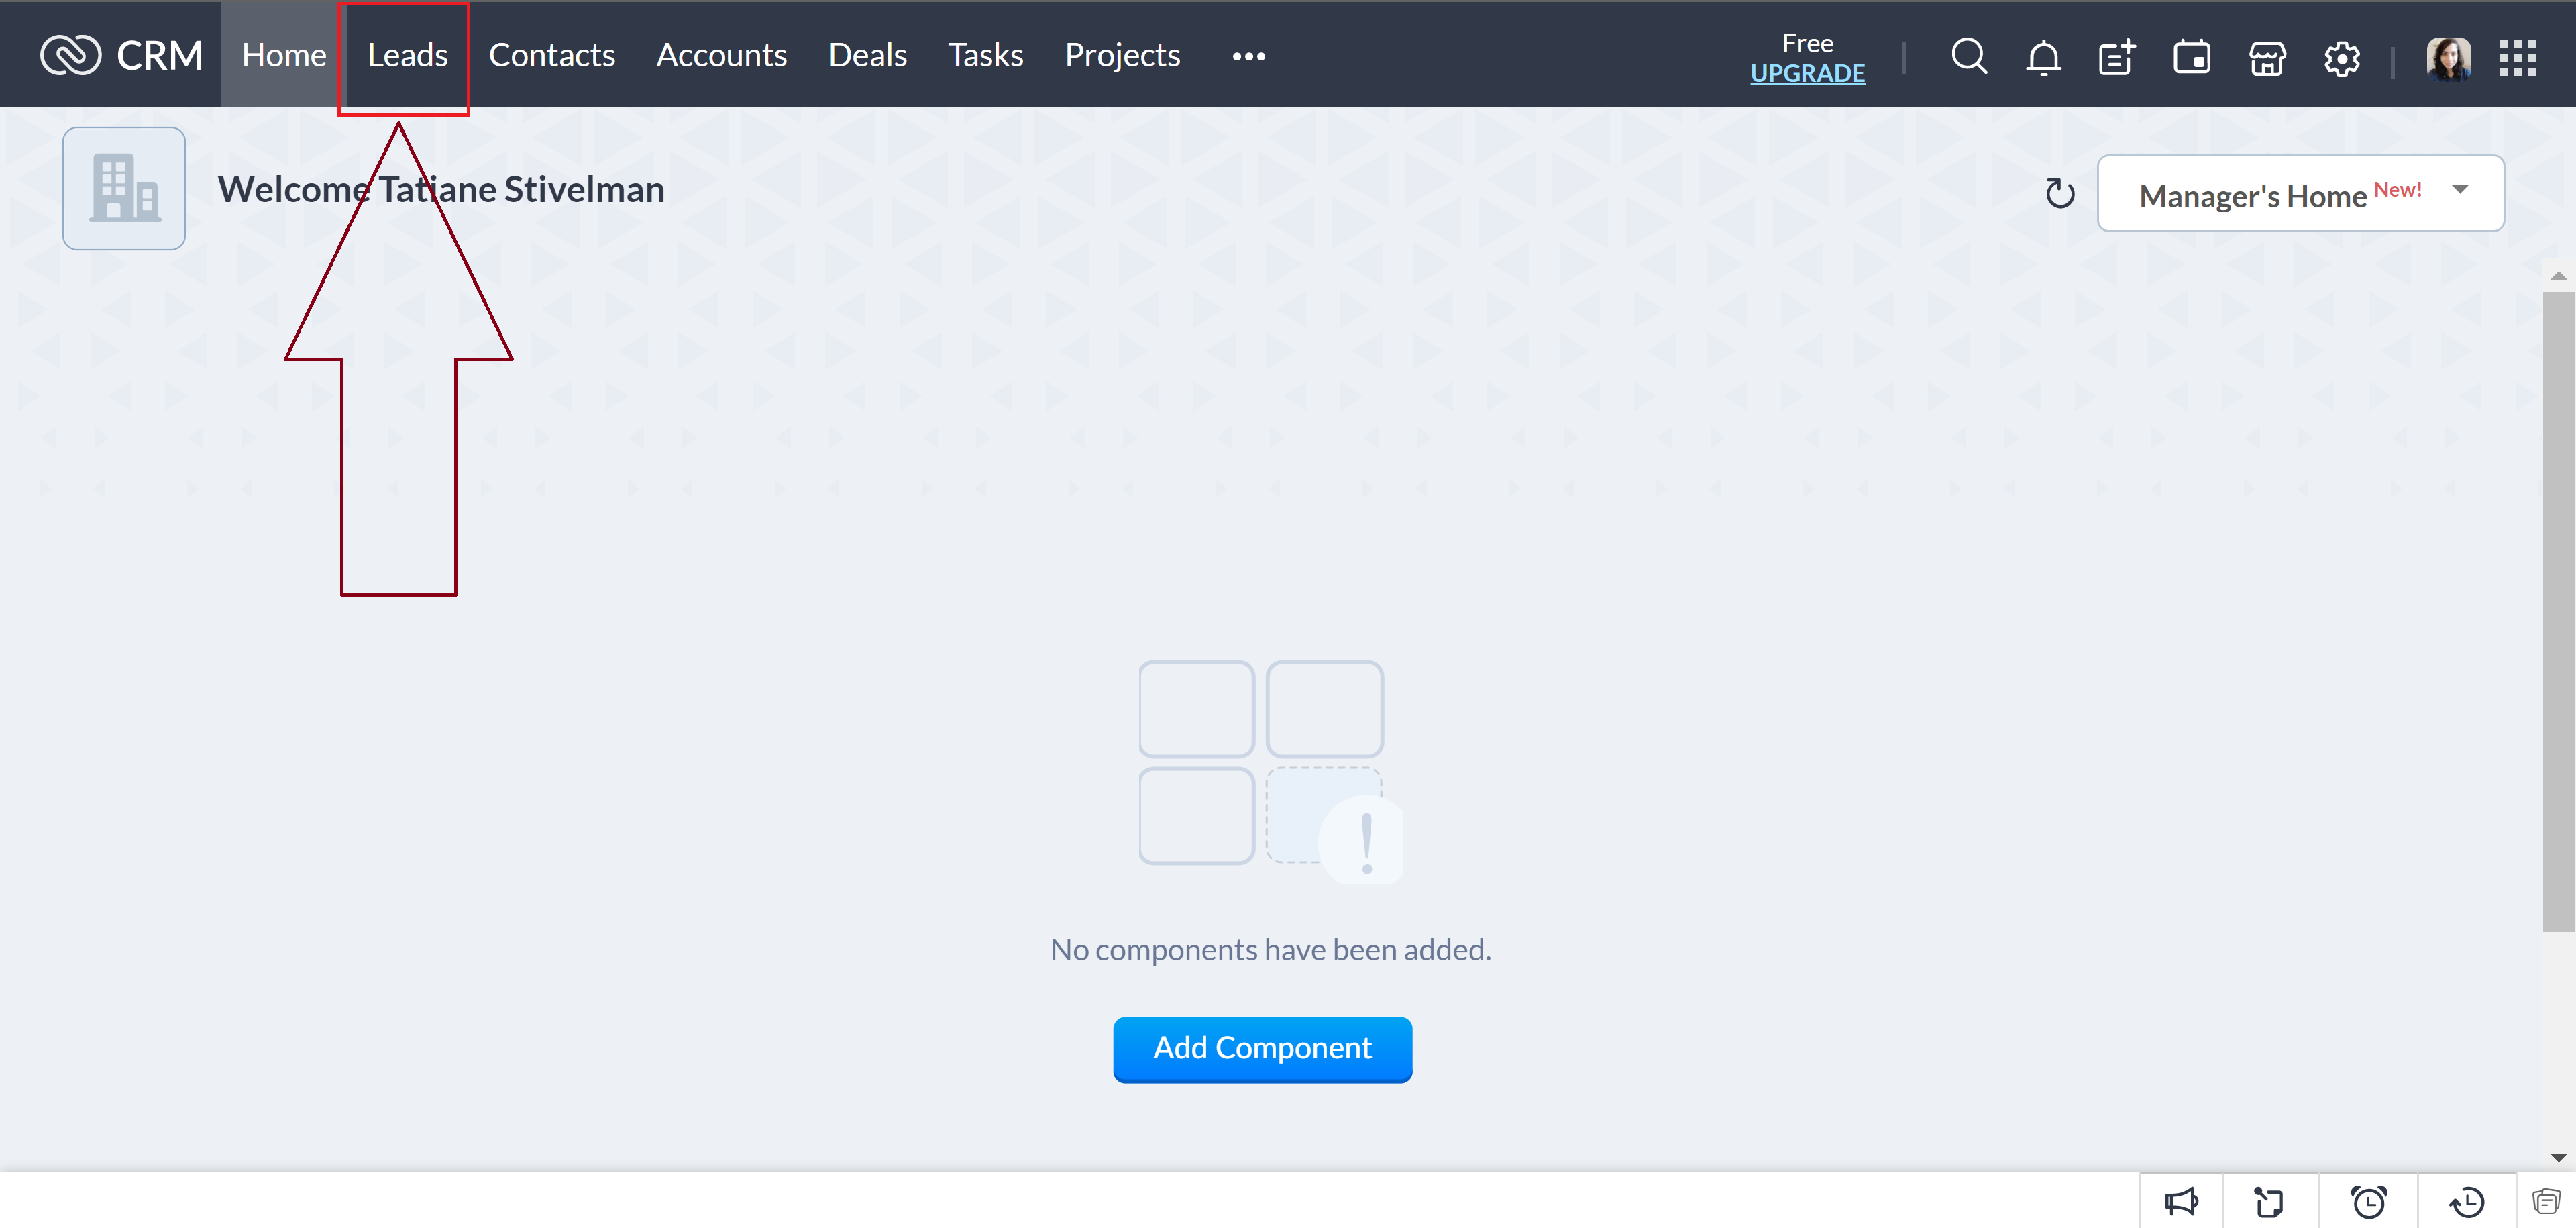 CRM Home Leads Contacts Accounts Deals Tasks Projects •••
Free
UPGRADE
Welcome Tatiane Stivelman
Manager's Home New!
No components have been added.
Add Component